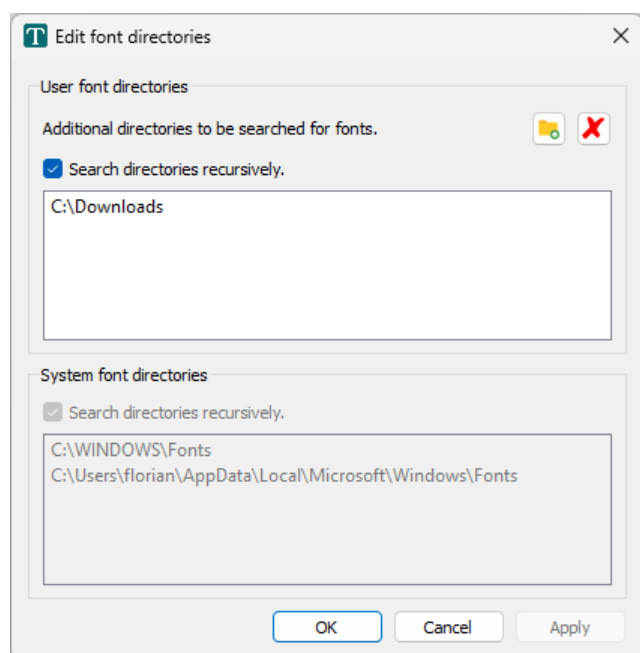 T Edit font directories
User font directories
Additional directories to be searched for fonts.
Search directories recursively.
C:\Downloads
System font directories
Search directories recursively.
C:\WINDOWS\Fonts
C:\Users\florian\AppData\Local\Microsoft\Windows\Fonts
OK Cancel Apply